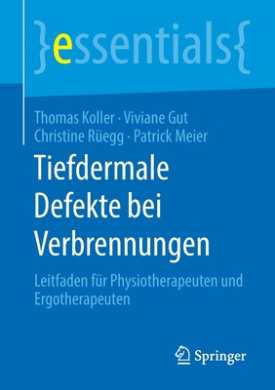 }essentials{
Thomas Koller · Viviane Gut
Christine Rüegg · Patrick Meier
Tiefdermale
Defekte bei
Verbrennungen
Leitfaden für Physiotherapeuten und
Ergotherapeuten
Springer